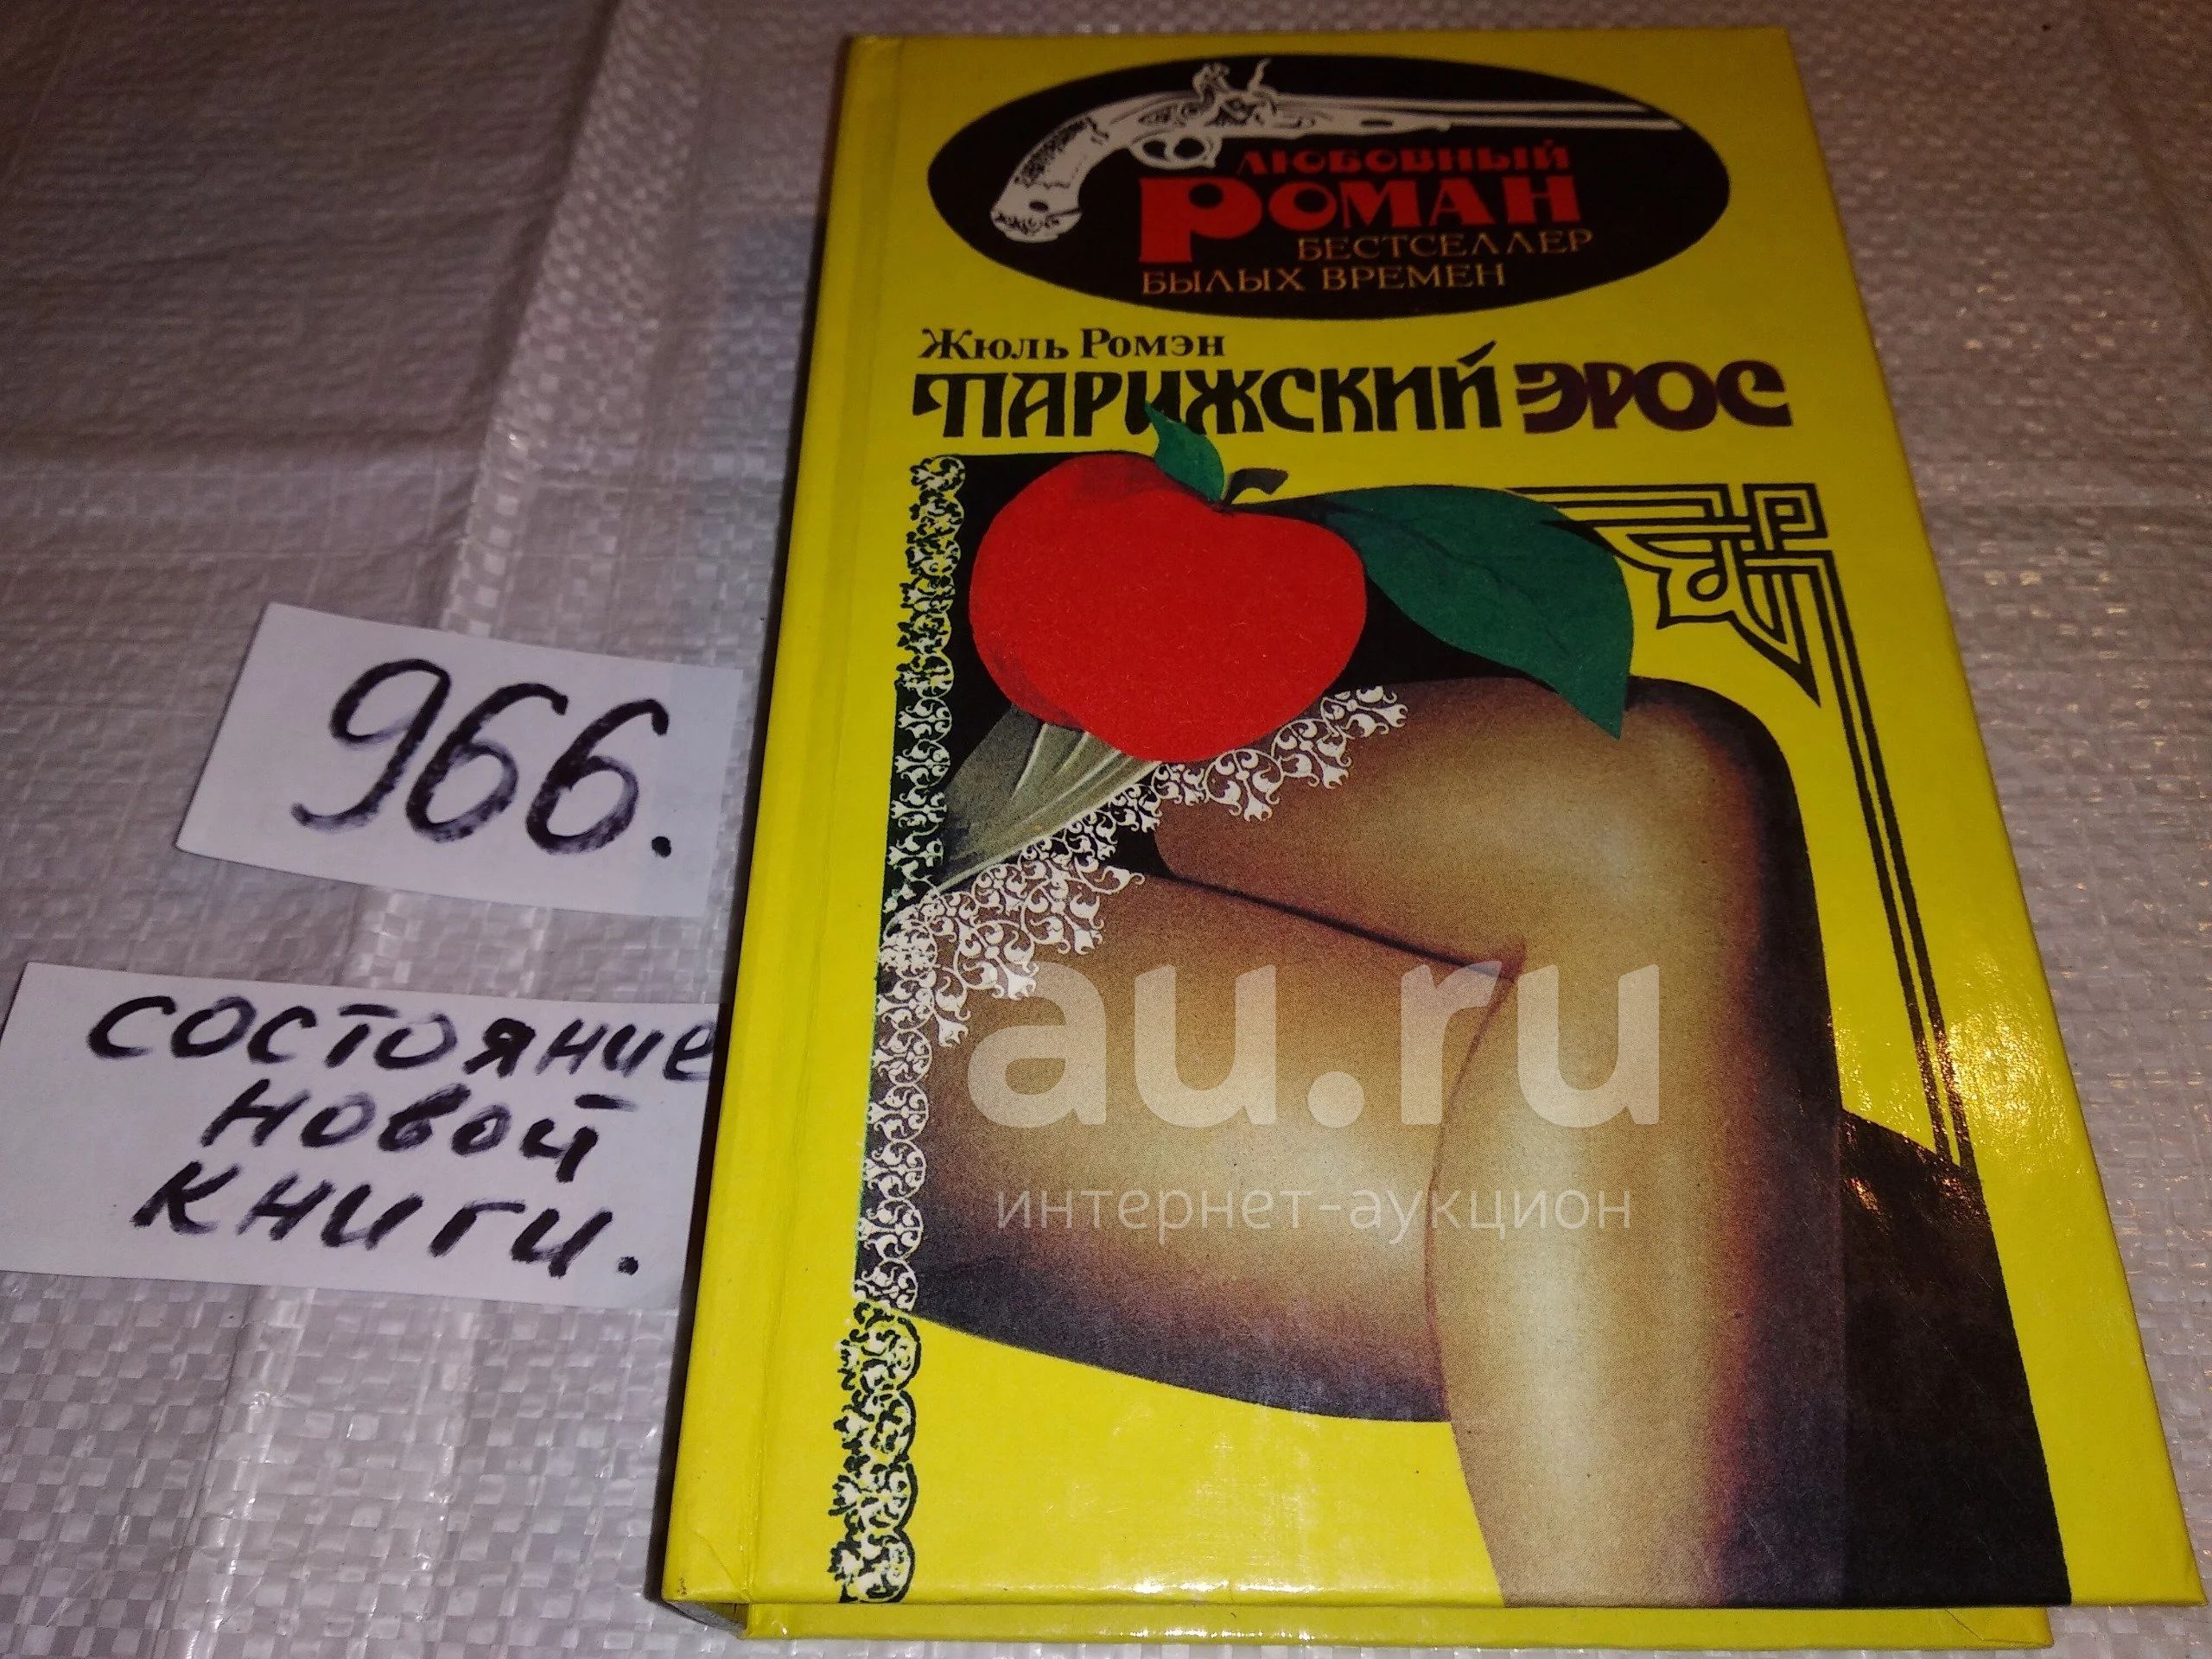 ЛЮБОВНЫЙ
РОМАН
БЕСТСЕЛЛЕР
БЫЛЫХ ВРЕМЕН
Жюль Ромэн
ПАРИЖСКИЙ ЭРОС
966.
состояние
новой
книги.
au.ru
интернет-аукцион